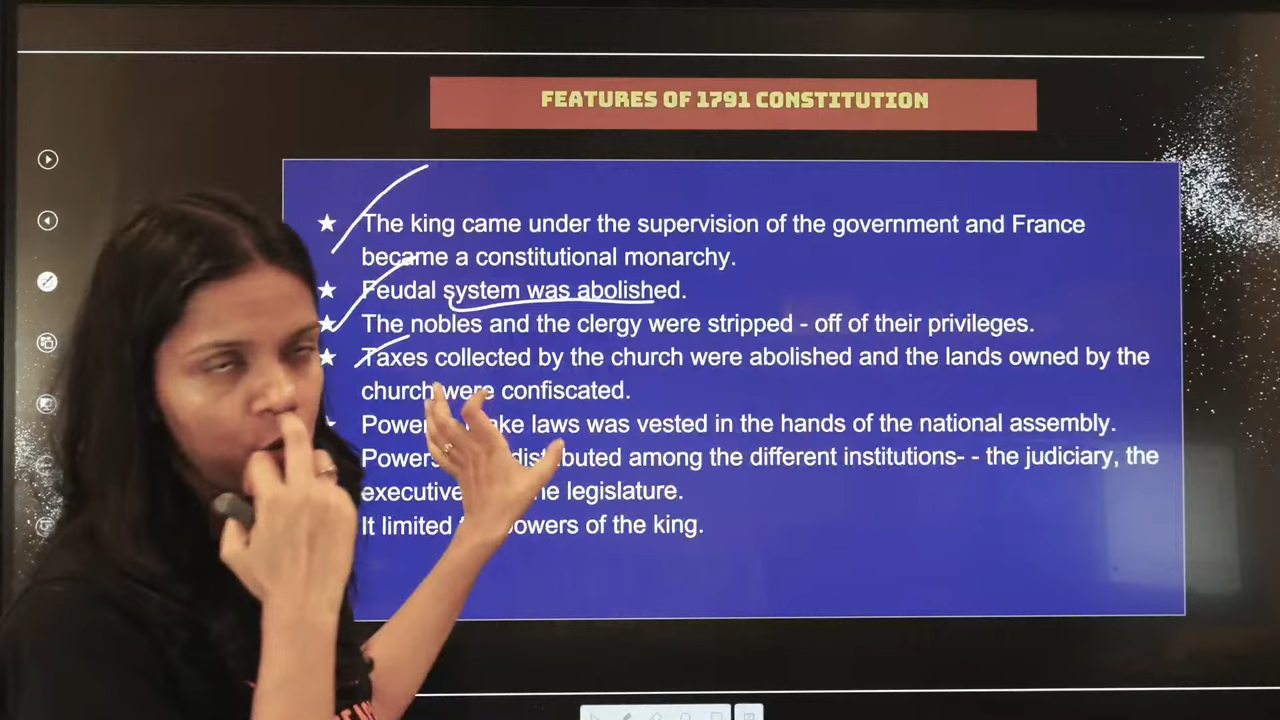 FEATURES OF 1791 CONSTITUTION
The king came under the supervision of the government and France
became a constitutional monarchy.
Feudal system was abolished.
The nobles and the clergy were stripped - off of their privileges.
Taxes collected by the church were abolished and the lands owned by the
church were confiscated.
Power laws was vested in the hands of the national assembly.
Powers among the different institutions- - the judiciary, the
executive legislature.
It limited powers of the king.